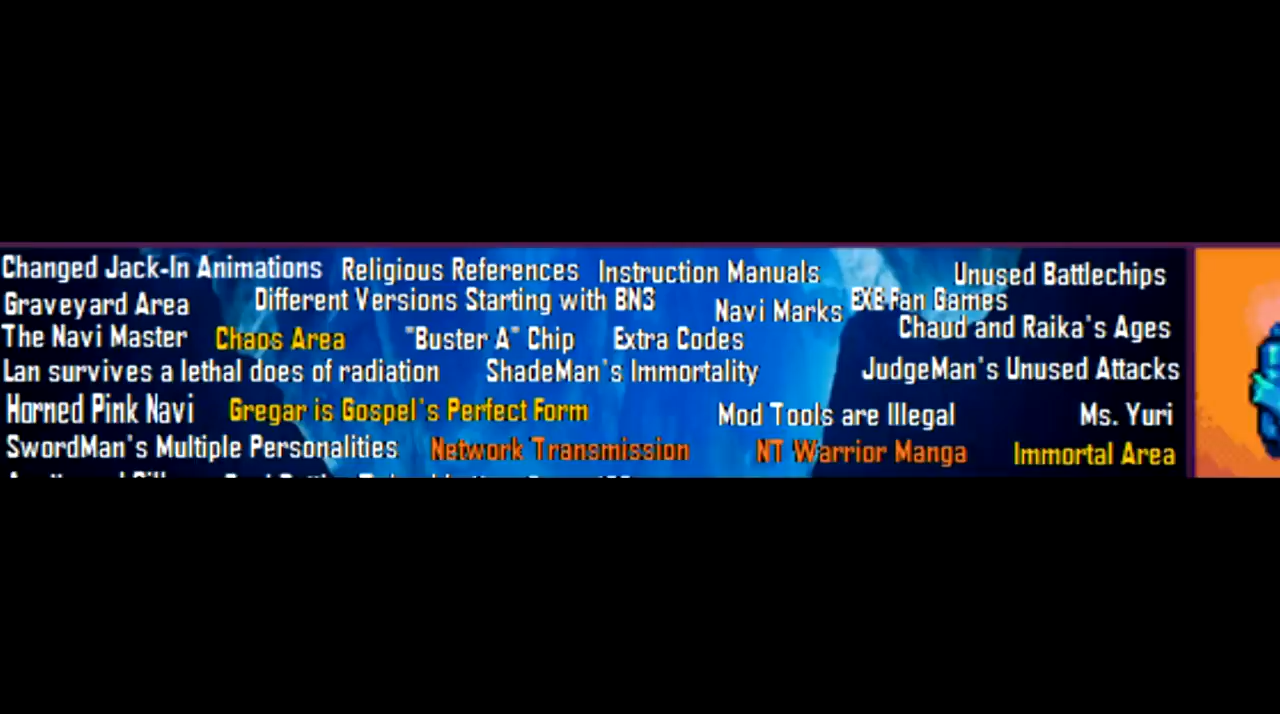 Changed Jack-In Animations Religious References Instruction Manuals Unused Battlechips
Graveyard Area Different Versions Starting with BN3 Navi Marks EXE Fan Games
The Navi Master Chaos Area "Buster A" Chip Extra Codes Chaud and Raika's Ages
Lan survives a lethal does of radiation ShadeMan's Immortality JudgeMan's Unused Attacks
Horned Pink Navi Gregar is Gospel's Perfect Form Mod Tools are Illegal Ms. Yuri
SwordMan's Multiple Personalities Network Transmission NT Warrior Manga Immortal Area